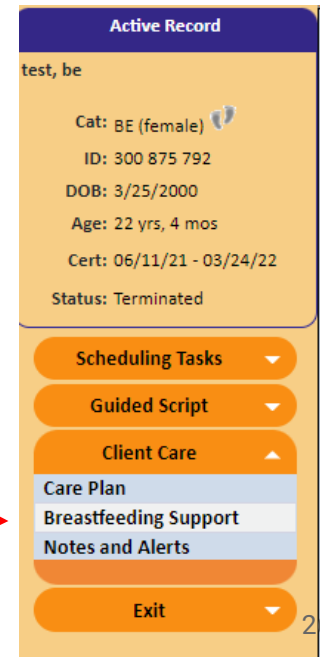 Active Record
test, be
Cat: BE (female)
ID: 300 875 792
DOB: 3/25/2000
Age: 22 yrs, 4 mos
Cert: 06/11/21 - 03/24/22
Status: Terminated
Scheduling Tasks
Guided Script
Client Care
Care Plan
Breastfeeding Support
Notes and Alerts
Exit